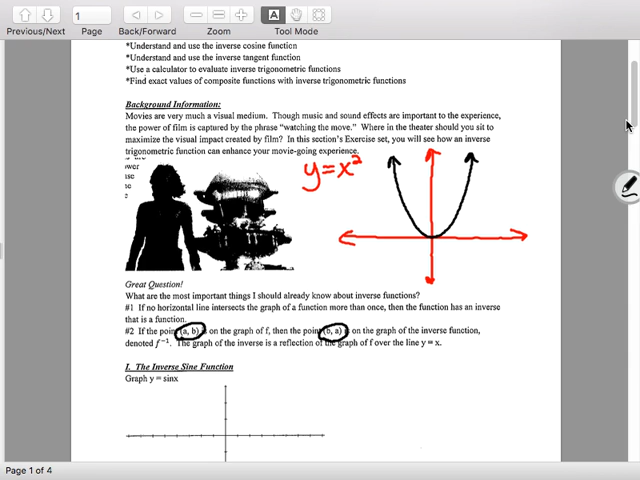 1
Previous/Next
Page
Back/Forward
Zoom
A
Tool Mode
*Understand and use the inverse cosine function
*Understand and use the inverse tangent function
*Use a calculator to evaluate inverse trigonometric functions
*Find exact values of composite functions with inverse trigonometric functions
Background Information:
Movies are very much a visual medium. Though music and sound effects are important to the experience,
the power of film is captured by the phrase "watching the move." Where in the theater should you sit to
maximize the visual impact created by film? In this section's Exercise set, you will see how an inverse
trigonometric function can enhance your movie-going experience.
wer
se
ne
e
y=x²
Great Question!
What are the most important things I should already know about inverse functions?
#1 If no horizontal line intersects the graph of a function more than once, then the function has an inverse
that is a function.
#2 If the point (a, b) is on the graph of f, then the point (b, a) is on the graph of the inverse function,
denoted f⁻¹. The graph of the inverse is a reflection of the graph of f over the line y = x.
I. The Inverse Sine Function
Graph y = sinx
Page 1 of 4